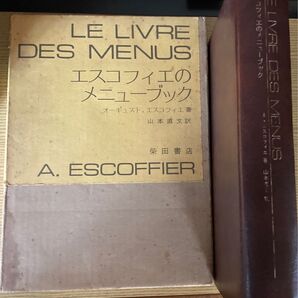 LE LIVRE
DES MENUS
エスコフィエの
メニューブック
オーギュスト.エスコフィエ著
山本直文訳
A. ESCOFFIER
柴田書店
LE LIVRE DES MENUS
エスコフィエのメニューブック